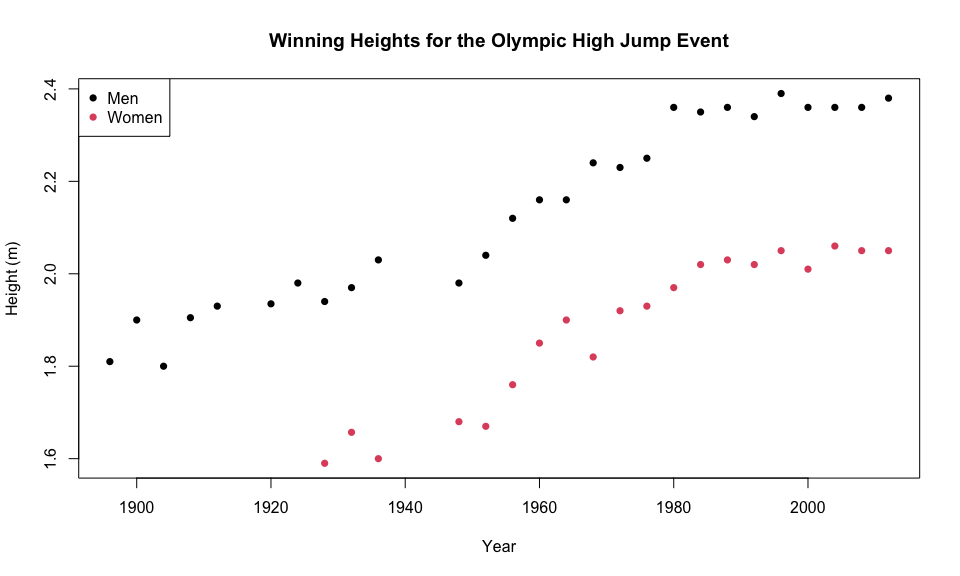 Winning Heights for the Olympic High Jump Event
Men
Women
2.4
2.2
2.0
1.8
1.6
Height (m)
1900 1920 1940 1960 1980 2000
Year